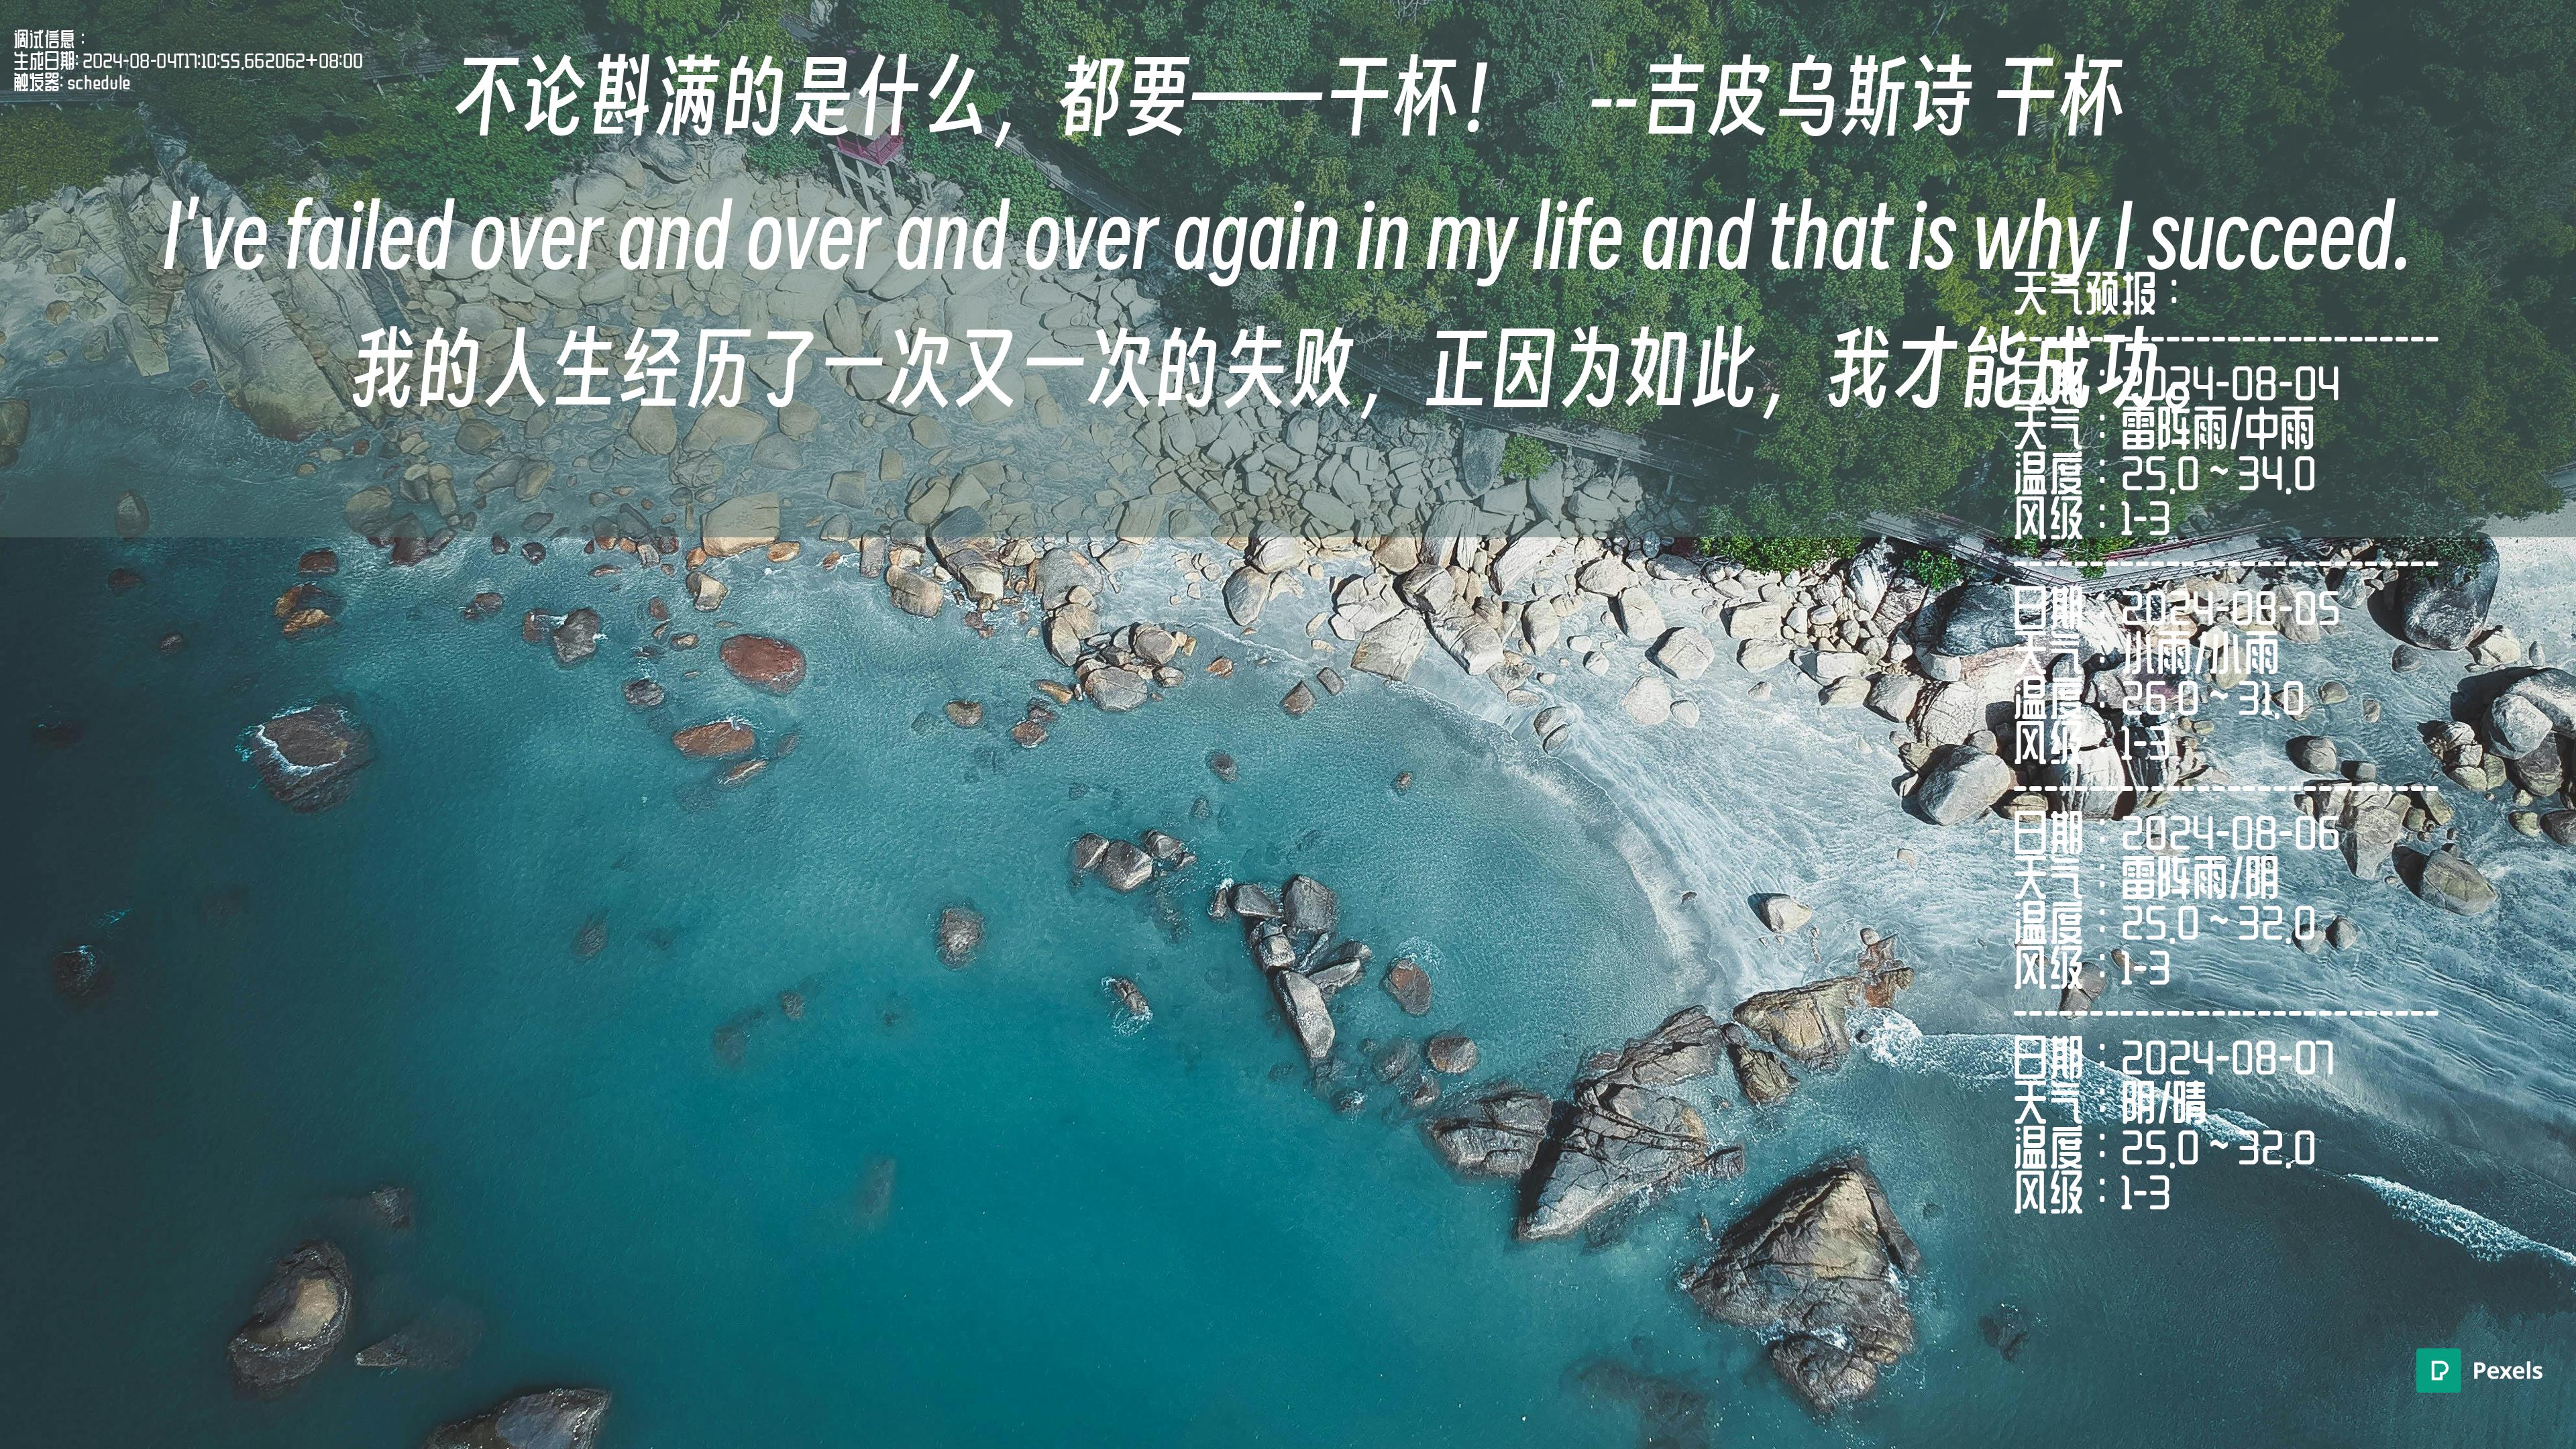 调试信息：
生成日期: 2024-08-04T17:10:55.662062+08:00
触发器: schedule
不论斟满的是什么，都要——干杯！ --吉皮乌斯诗 干杯
I've failed over and over and over again in my life and that is why I succeed.
我的人生经历了一次又一次的失败，正因为如此，我才能成功。
天气预报：
------------------------------
日期：2024-08-04
天气：雷阵雨/中雨
温度：25.0 ~ 34.0
风级：1-3
------------------------------
日期：2024-08-05
天气：小雨/小雨
温度：26.0 ~ 31.0
风级：1-3
------------------------------
日期：2024-08-06
天气：雷阵雨/阴
温度：25.0 ~ 32.0
风级：1-3
------------------------------
日期：2024-08-07
天气：阴/晴
温度：25.0 ~ 32.0
风级：1-3
Pexels